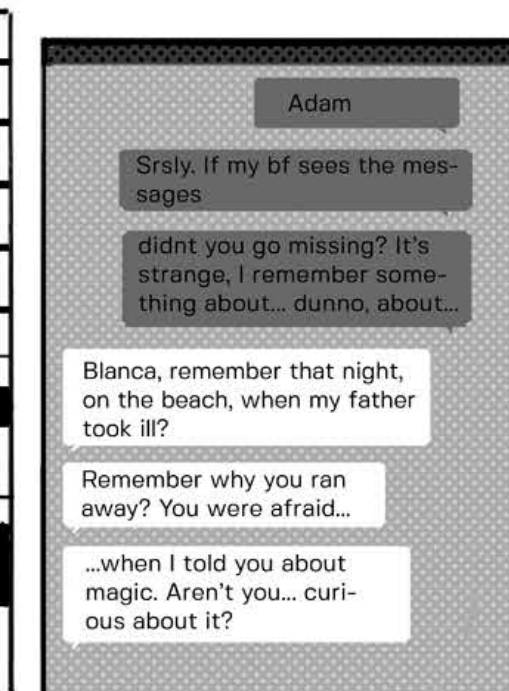 Adam
Srsly. If my bf sees the mes-
sages
didnt you go missing? It's
strange, I remember some-
thing about... dunno, about...
Blanca, remember that night,
on the beach, when my father
took ill?
Remember why you ran
away? You were afraid...
...when I told you about
magic. Aren't you... curi-
ous about it?